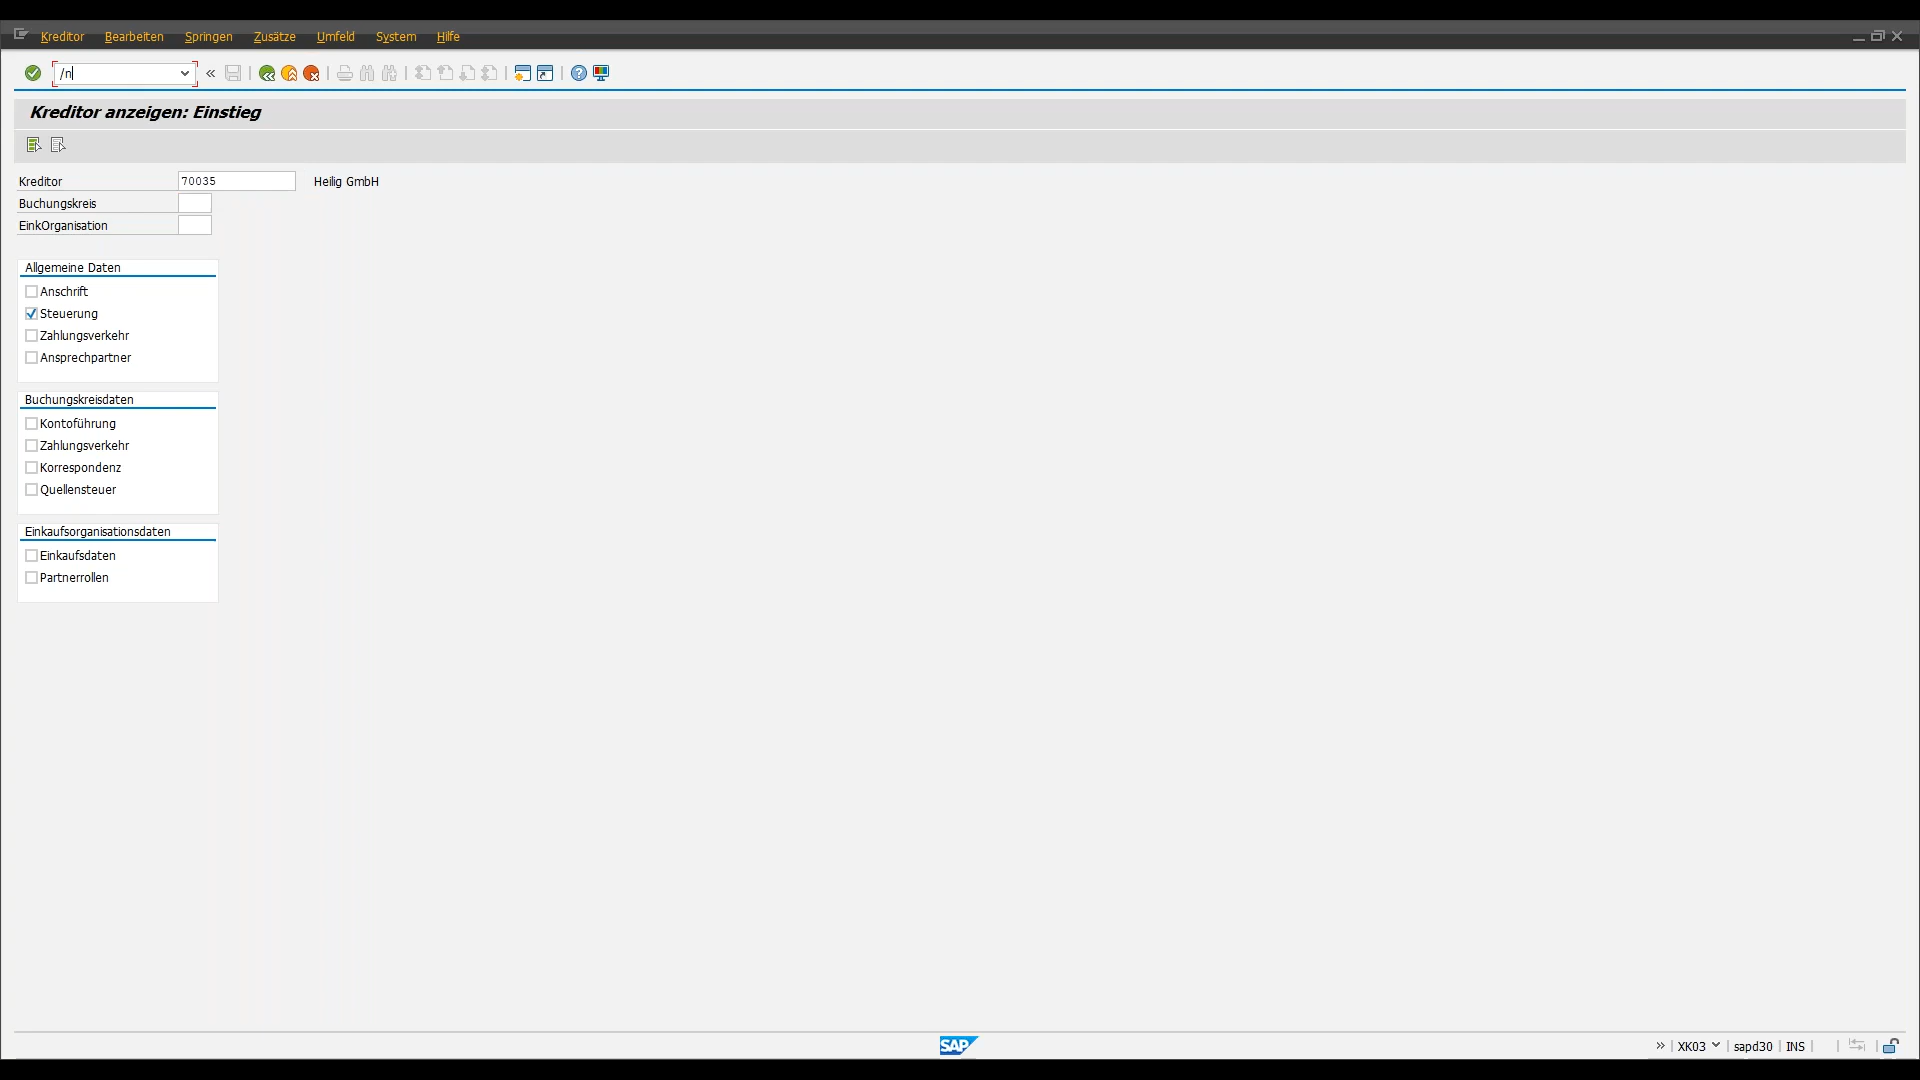 Kreditor Bearbeiten Springen Zusätze Umfeld System Hilfe
/n
Kreditor anzeigen: Einstieg
Kreditor 70035 Heilig GmbH
Buchungskreis
EinkOrganisation
Allgemeine Daten
Anschrift
Steuerung
Zahlungsverkehr
Ansprechpartner
Buchungskreisdaten
Kontoführung
Zahlungsverkehr
Korrespondenz
Quellensteuer
Einkaufsorganisationsdaten
Einkaufsdaten
Partnerrollen
SAP
XK03 sapd30 INS